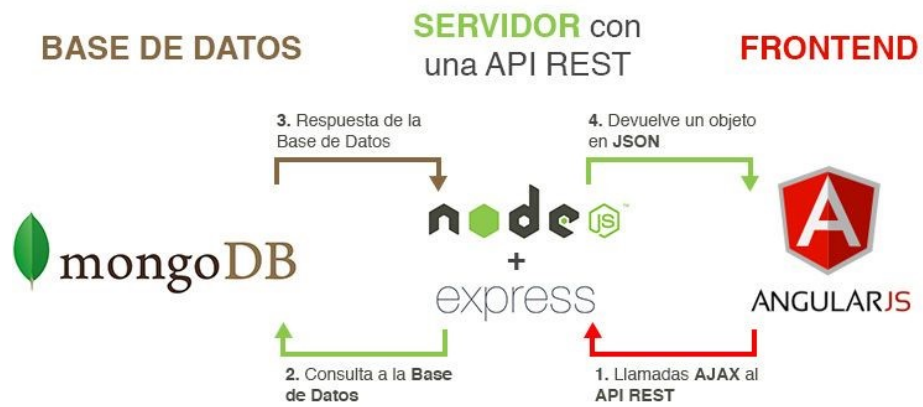 BASE DE DATOS
SERVIDOR con
una API REST
FRONTEND
3. Respuesta de la
Base de Datos
4. Devuelve un objeto
en JSON
mongoDB
node JS™
+
express
A
ANGULARJS
2. Consulta a la Base
de Datos
1. Llamadas AJAX al
API REST